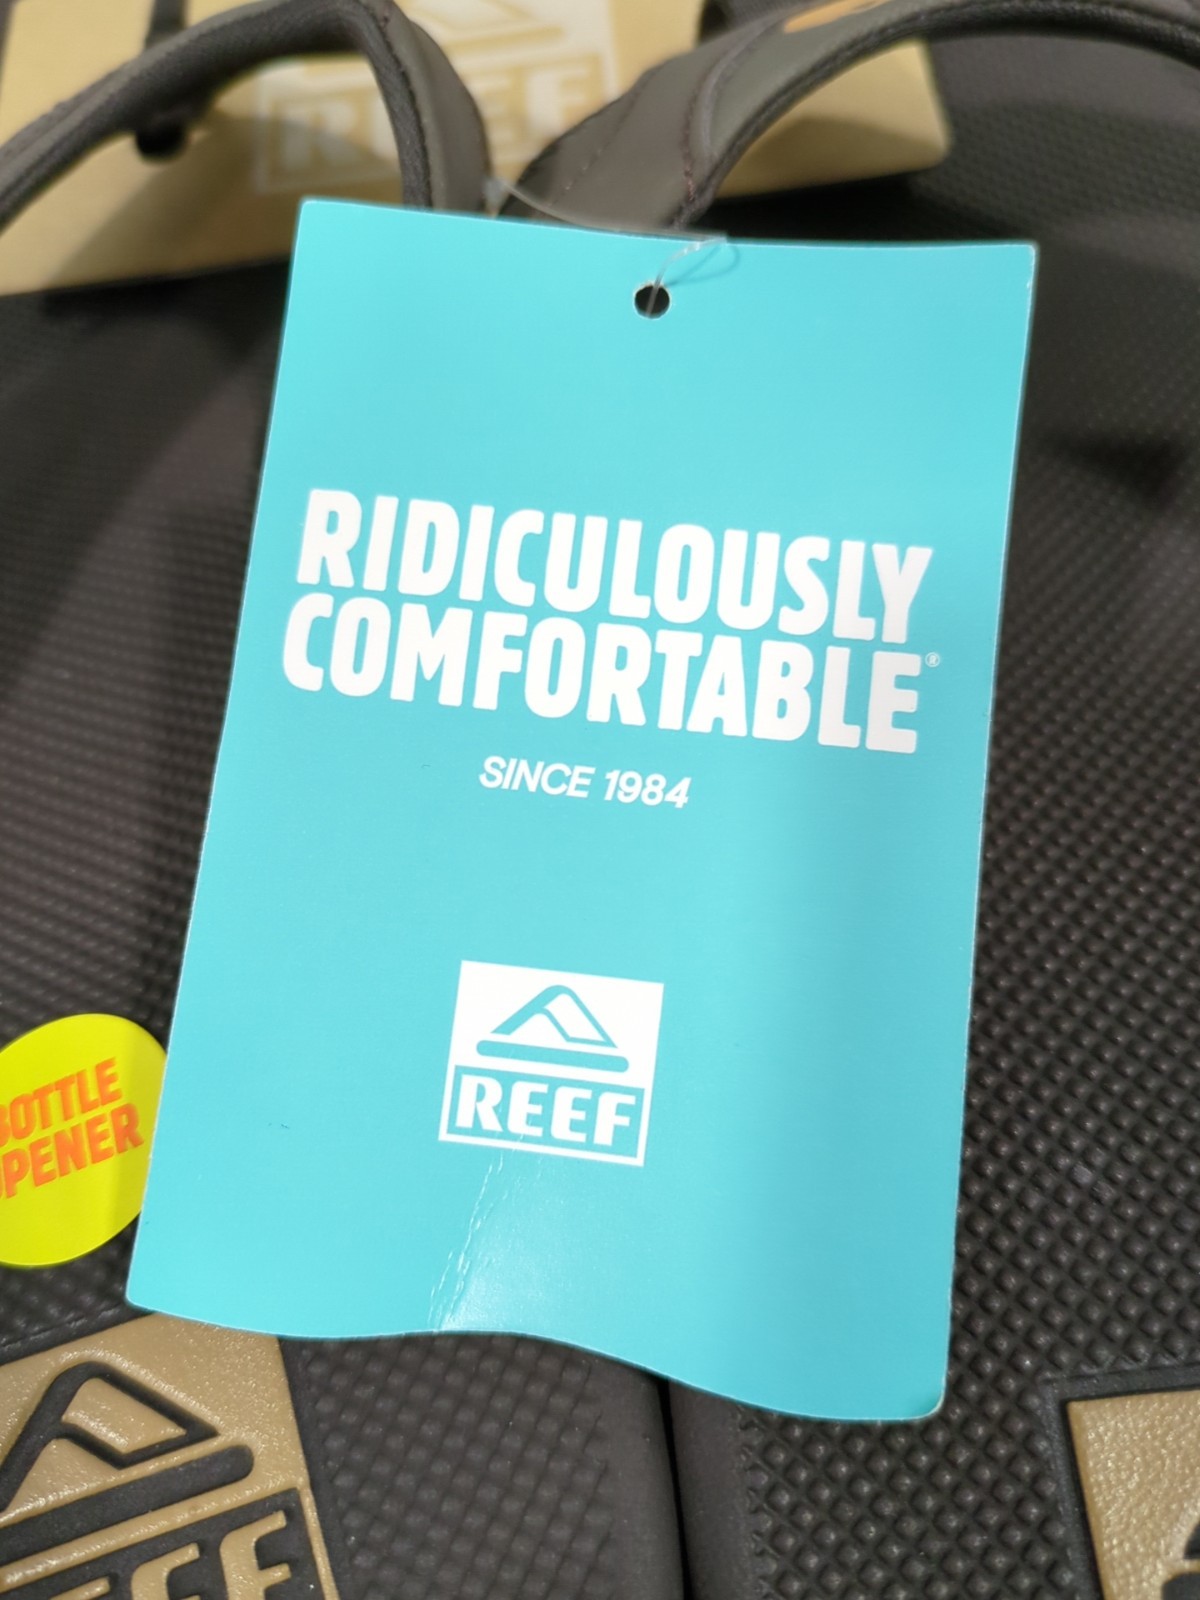 REEF
RIDICULOUSLY
COMFORTABLE®
SINCE 1984
REEF
BOTTLE
OPENER
REEF